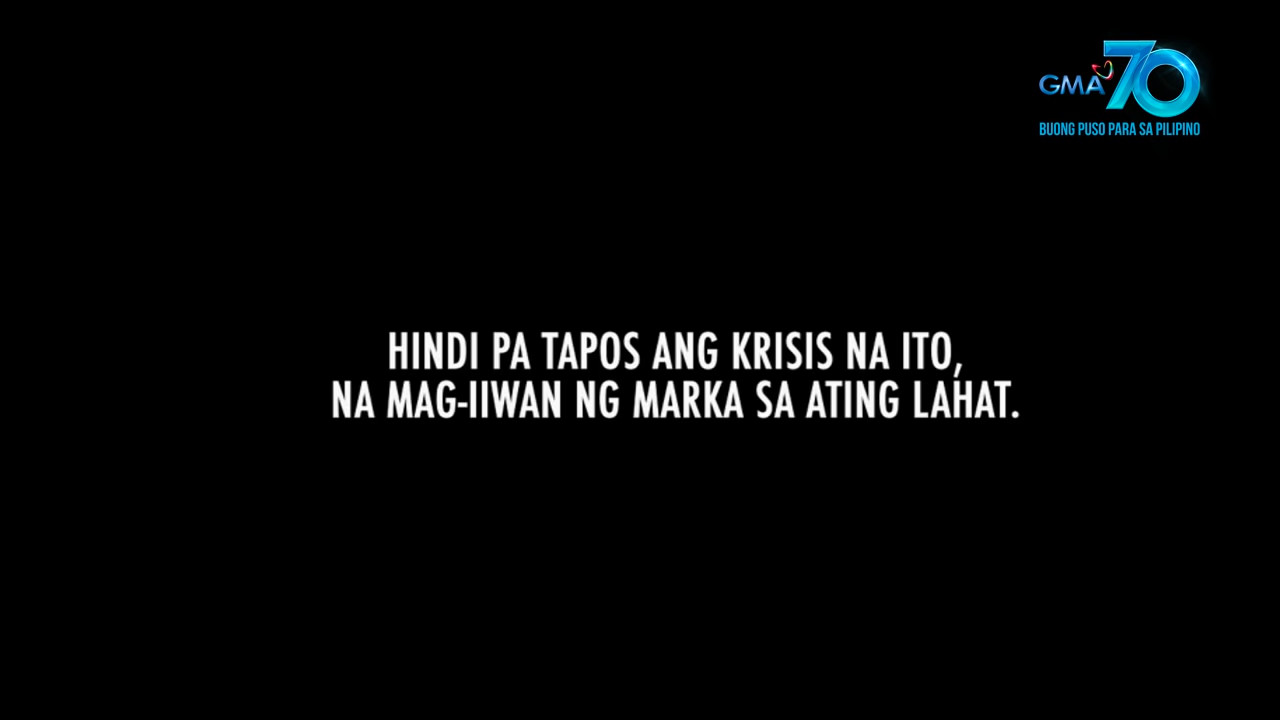 GMA 70
BUONG PUSO PARA SA PILIPINO
HINDI PA TAPOS ANG KRISIS NA ITO,
NA MAG-IIWAN NG MARKA SA ATING LAHAT.